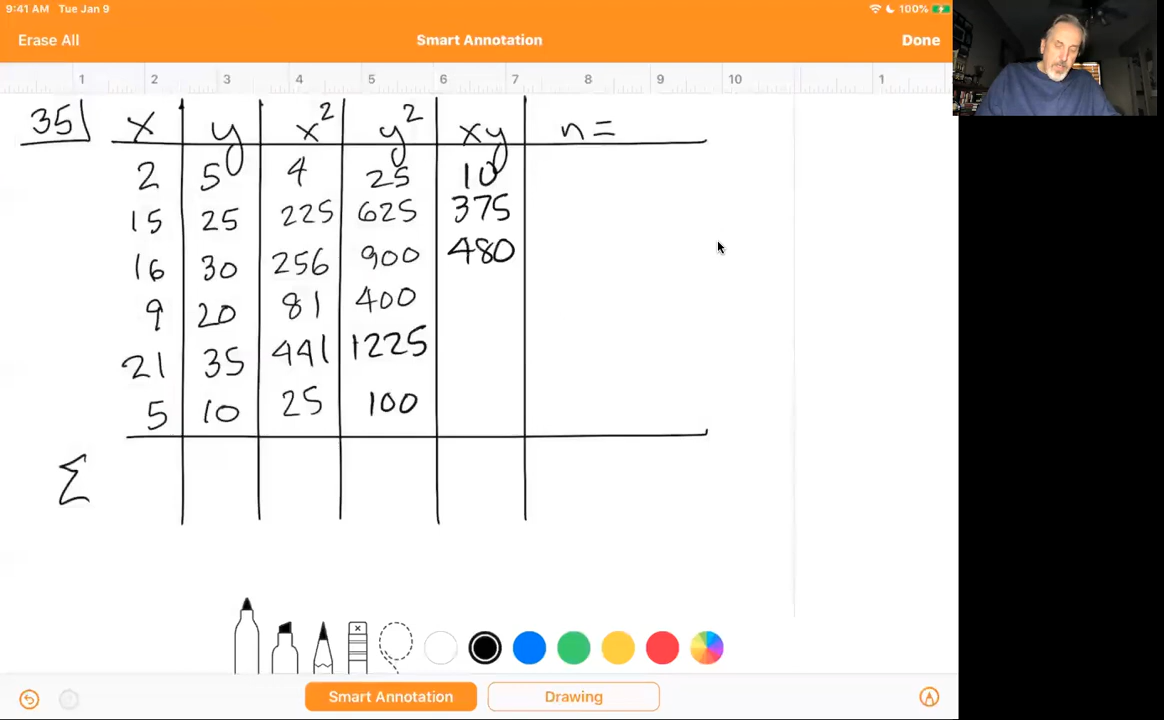 9:41 AM Tue Jan 9 100%
Erase All Smart Annotation Done
1 2 3 4 5 6 7 8 9 10 1
35 x y x² y² xy n =
2 5 4 25 10
15 25 225 625 375
16 30 256 900 480
9 20 81 400
21 35 441 1225
5 10 25 100
Σ
Smart Annotation Drawing